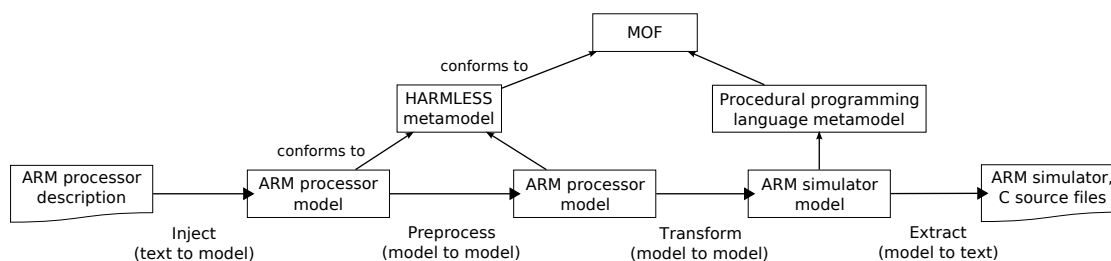 MOF
conforms to
HARMLESS
metamodel
Procedural programming
language metamodel
conforms to
ARM processor
description
ARM processor
model
ARM processor
model
ARM simulator
model
ARM simulator,
C source files
Inject
(text to model)
Preprocess
(model to model)
Transform
(model to model)
Extract
(model to text)